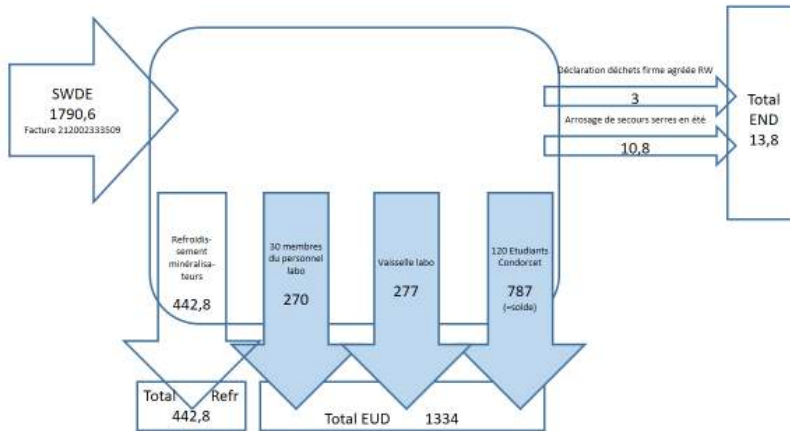 SWDE
1790,6
Facture 212002333509
Déclaration déchets firme agréée RW
3
Arrosage de secours serres en été
10,8
Total
END
13,8
Refroidis-
sement
minéralisa-
teurs
442,8
30 membres
du personnel
labo
270
Vaisselle labo
277
120 Etudiants
Condorcet
787
(=solde)
Total Refr
442,8
Total EUD 1334